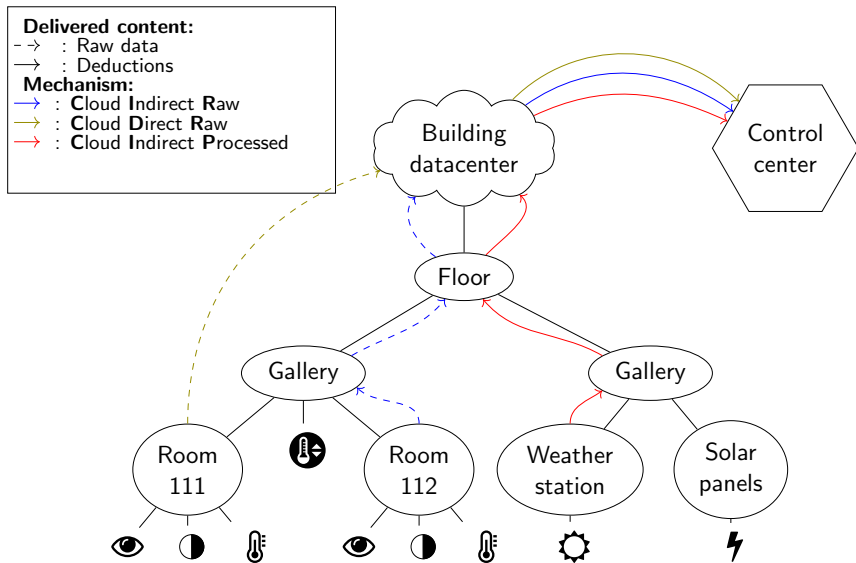 Delivered content:
: Raw data
: Deductions
Mechanism:
: Cloud Indirect Raw
: Cloud Direct Raw
: Cloud Indirect Processed
Building
datacenter
Control
center
Floor
Gallery
Gallery
Room
111
Room
112
Weather
station
Solar
panels